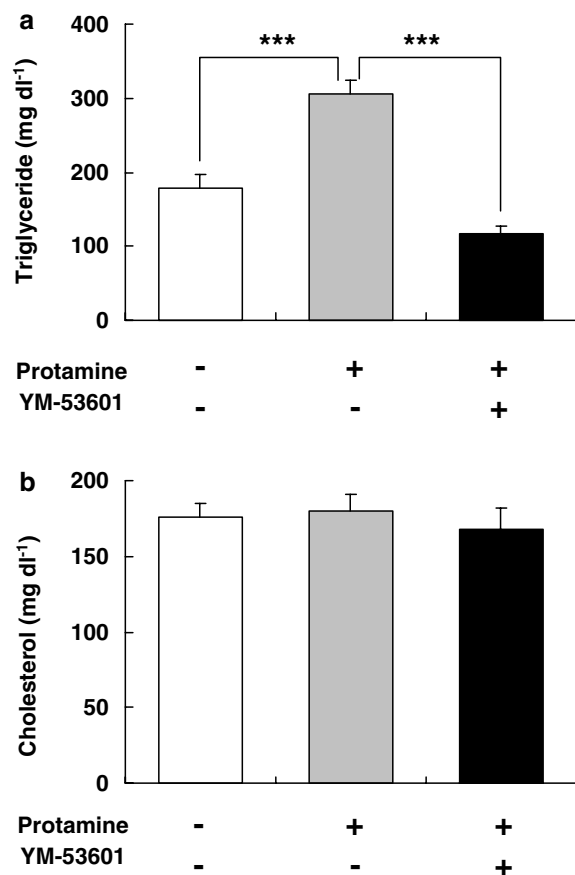 a
*** ***
Triglyceride (mg dl⁻¹)
400
300
200
100
0
Protamine - + +
YM-53601 - - +
b
Cholesterol (mg dl⁻¹)
200
150
100
50
0
Protamine - + +
YM-53601 - - +